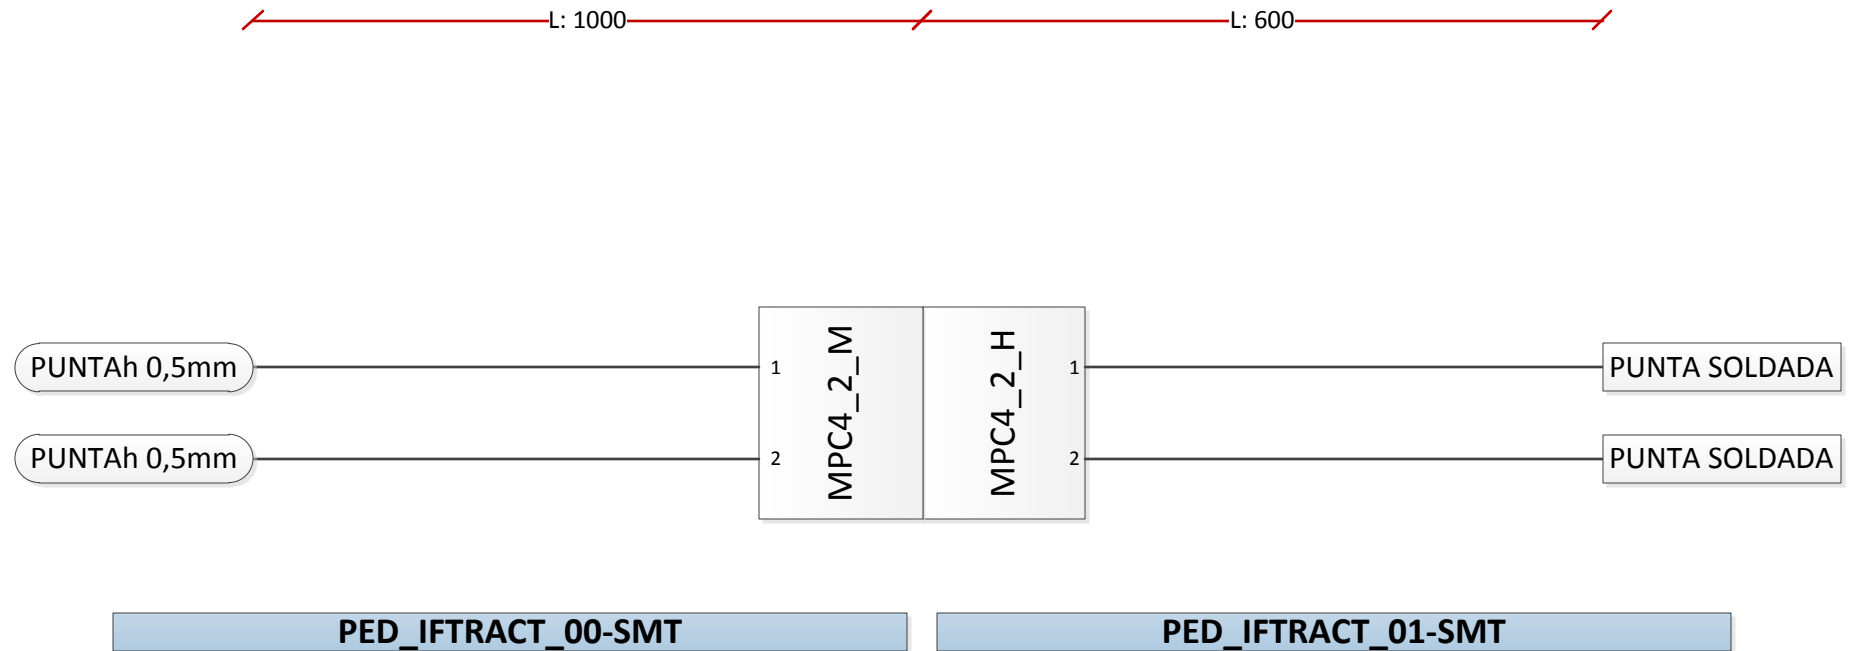 L: 1000
L: 600
PUNTAh 0,5mm
1
MPC4_2_M
MPC4_2_H
1
PUNTA SOLDADA
PUNTAh 0,5mm
2
2
PUNTA SOLDADA
PED_IFTRACT_00-SMT
PED_IFTRACT_01-SMT